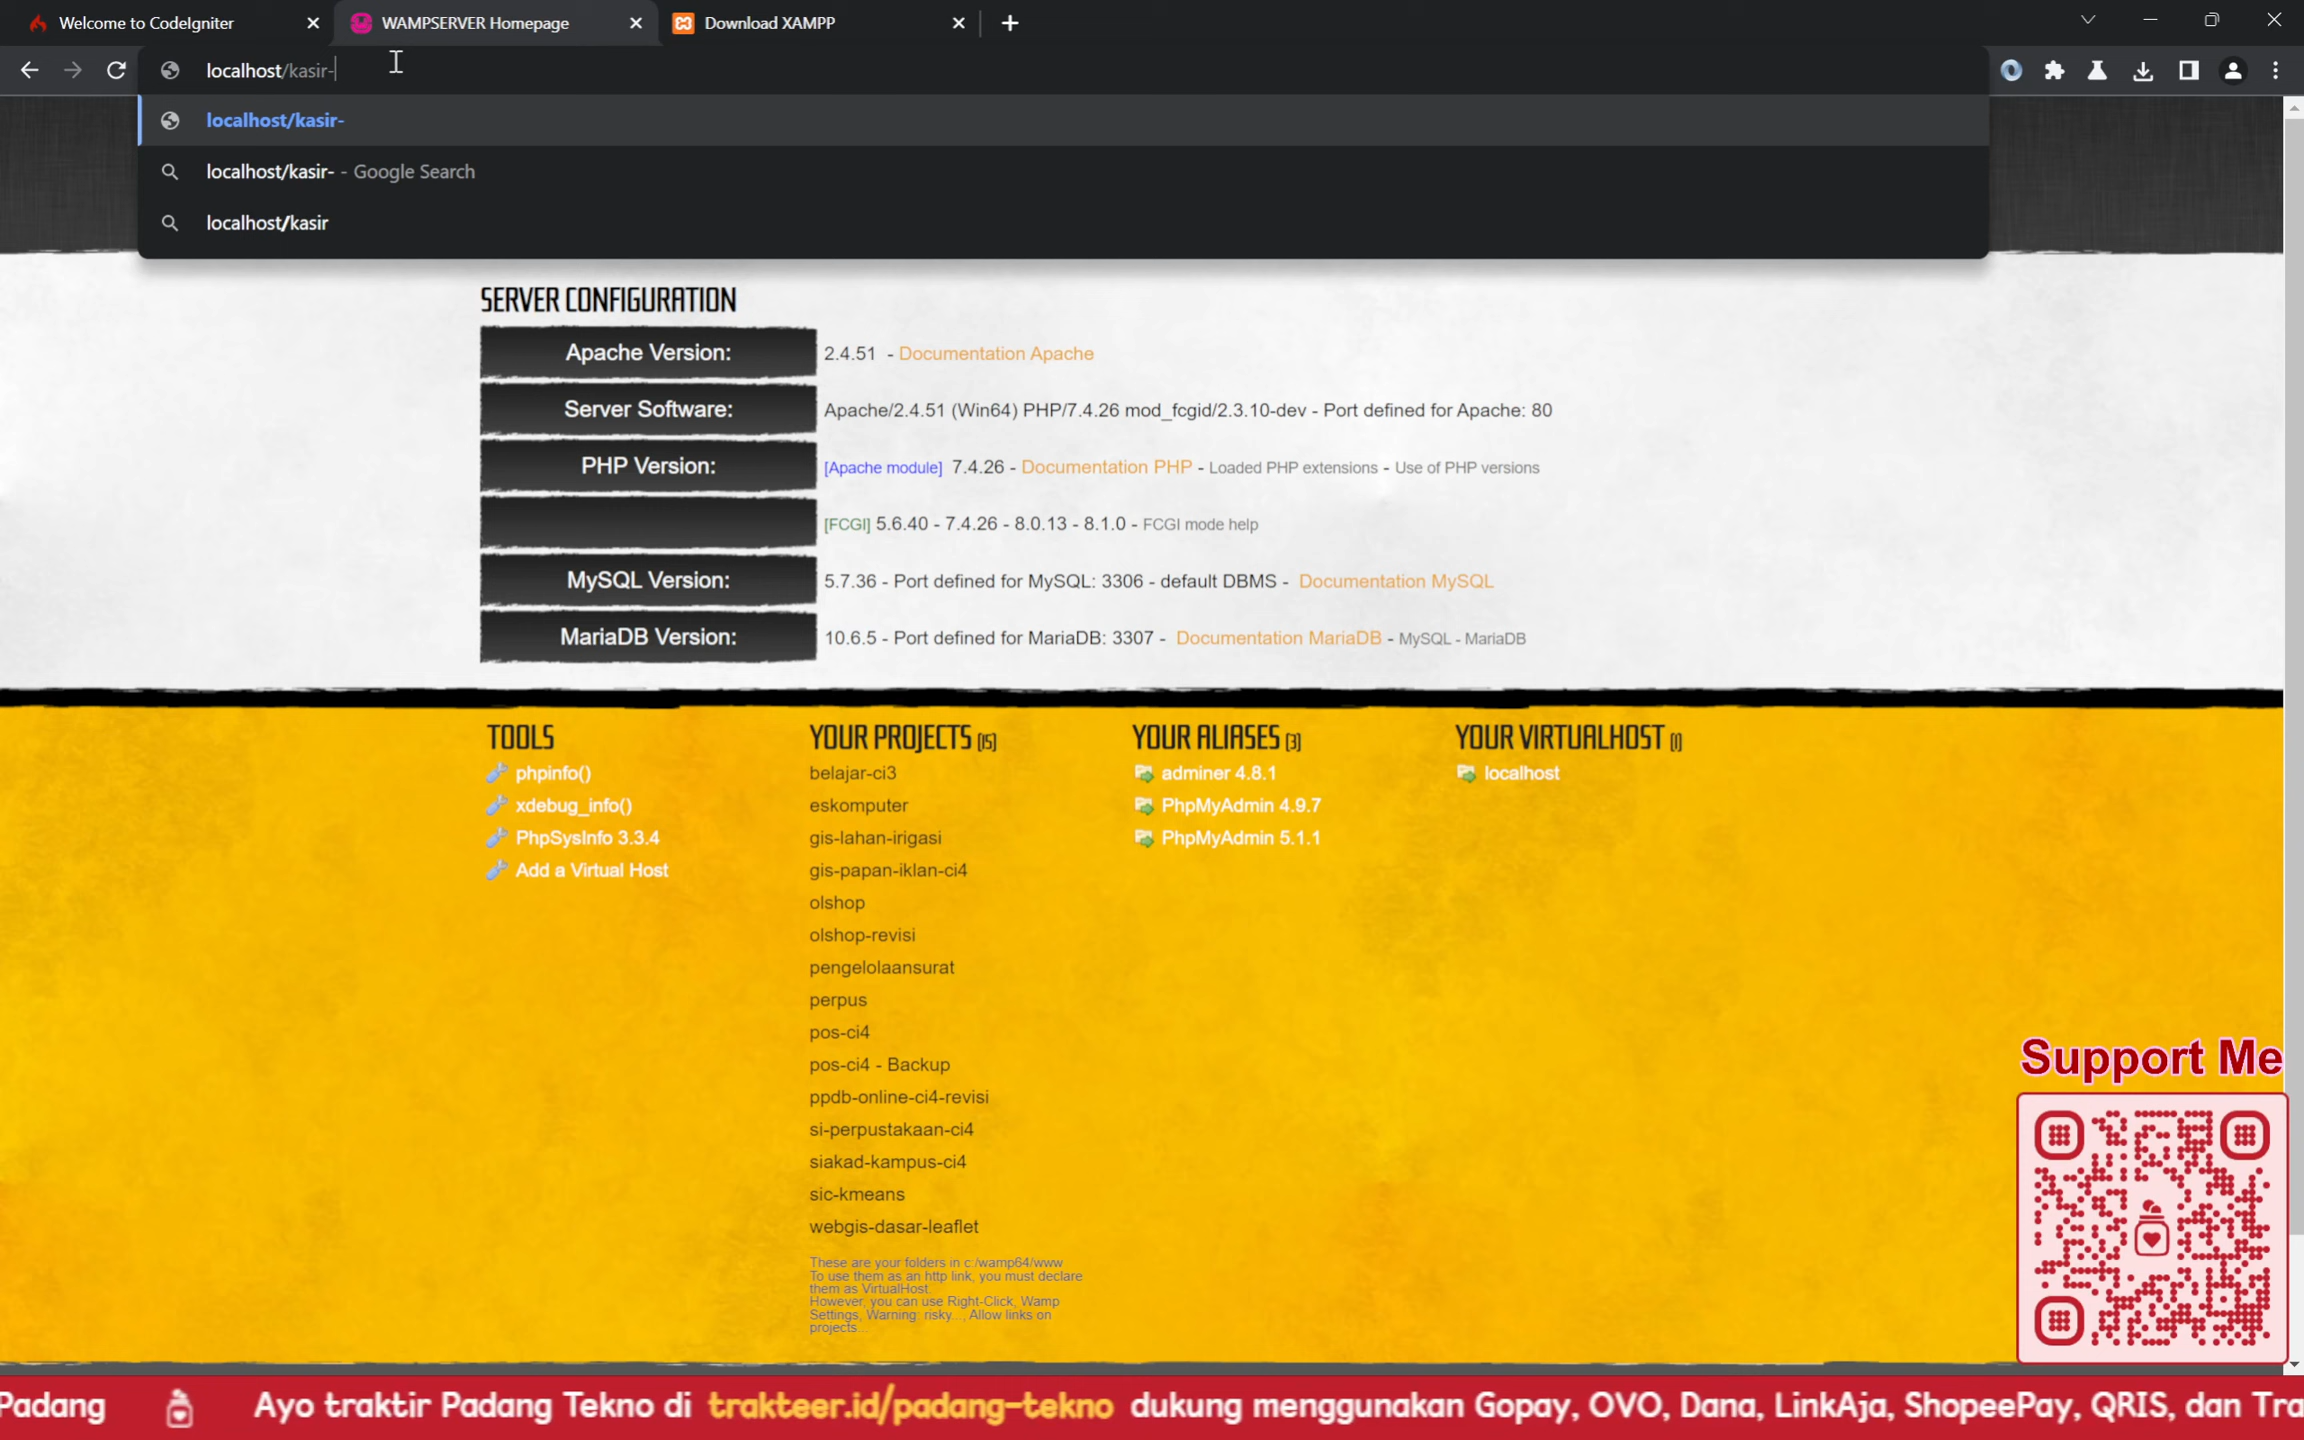 Welcome to CodeIgniter
WAMPSERVER Homepage
Download XAMPP
localhost/kasir-
localhost/kasir-
localhost/kasir- - Google Search
localhost/kasir
SERVER CONFIGURATION
Apache Version: 2.4.51 - Documentation Apache
Server Software: Apache/2.4.51 (Win64) PHP/7.4.26 mod_fcgid/2.3.10-dev - Port defined for Apache: 80
PHP Version: [Apache module] 7.4.26 - Documentation PHP - Loaded PHP extensions - Use of PHP versions
[FCGI] 5.6.40 - 7.4.26 - 8.0.13 - 8.1.0 - FCGI mode help
MySQL Version: 5.7.36 - Port defined for MySQL: 3306 - default DBMS - Documentation MySQL
MariaDB Version: 10.6.5 - Port defined for MariaDB: 3307 - Documentation MariaDB - MySQL - MariaDB
TOOLS
phpinfo()
xdebug_info()
PhpSysInfo 3.3.4
Add a Virtual Host
YOUR PROJECTS (15)
belajar-ci3
eskomputer
gis-lahan-irigasi
gis-papan-iklan-ci4
olshop
olshop-revisi
pengelolaansurat
perpus
pos-ci4
pos-ci4 - Backup
ppdb-online-ci4-revisi
si-perpustakaan-ci4
siakad-kampus-ci4
sic-kmeans
webgis-dasar-leaflet
These are your folders in c:/wamp64/www
To use them as an http link, you must declare
them as VirtualHost.
However, you can use Right-Click, Wamp
Settings, Warning: risky..., Allow links on
projects...
YOUR ALIASES (3)
adminer 4.8.1
PhpMyAdmin 4.9.7
PhpMyAdmin 5.1.1
YOUR VIRTUALHOST (1)
localhost
Support Me
Padang Ayo traktir Padang Tekno di trakteer.id/padang-tekno dukung menggunakan Gopay, OVO, Dana, LinkAja, ShopeePay, QRIS, dan Tra